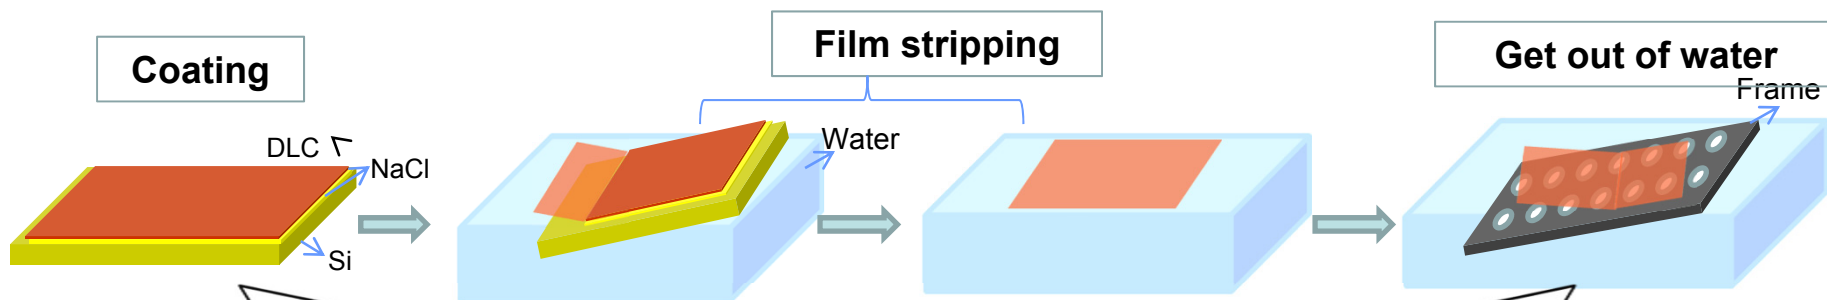 Coating
Film stripping
Get out of water
Frame
DLC
NaCl
Water
Si